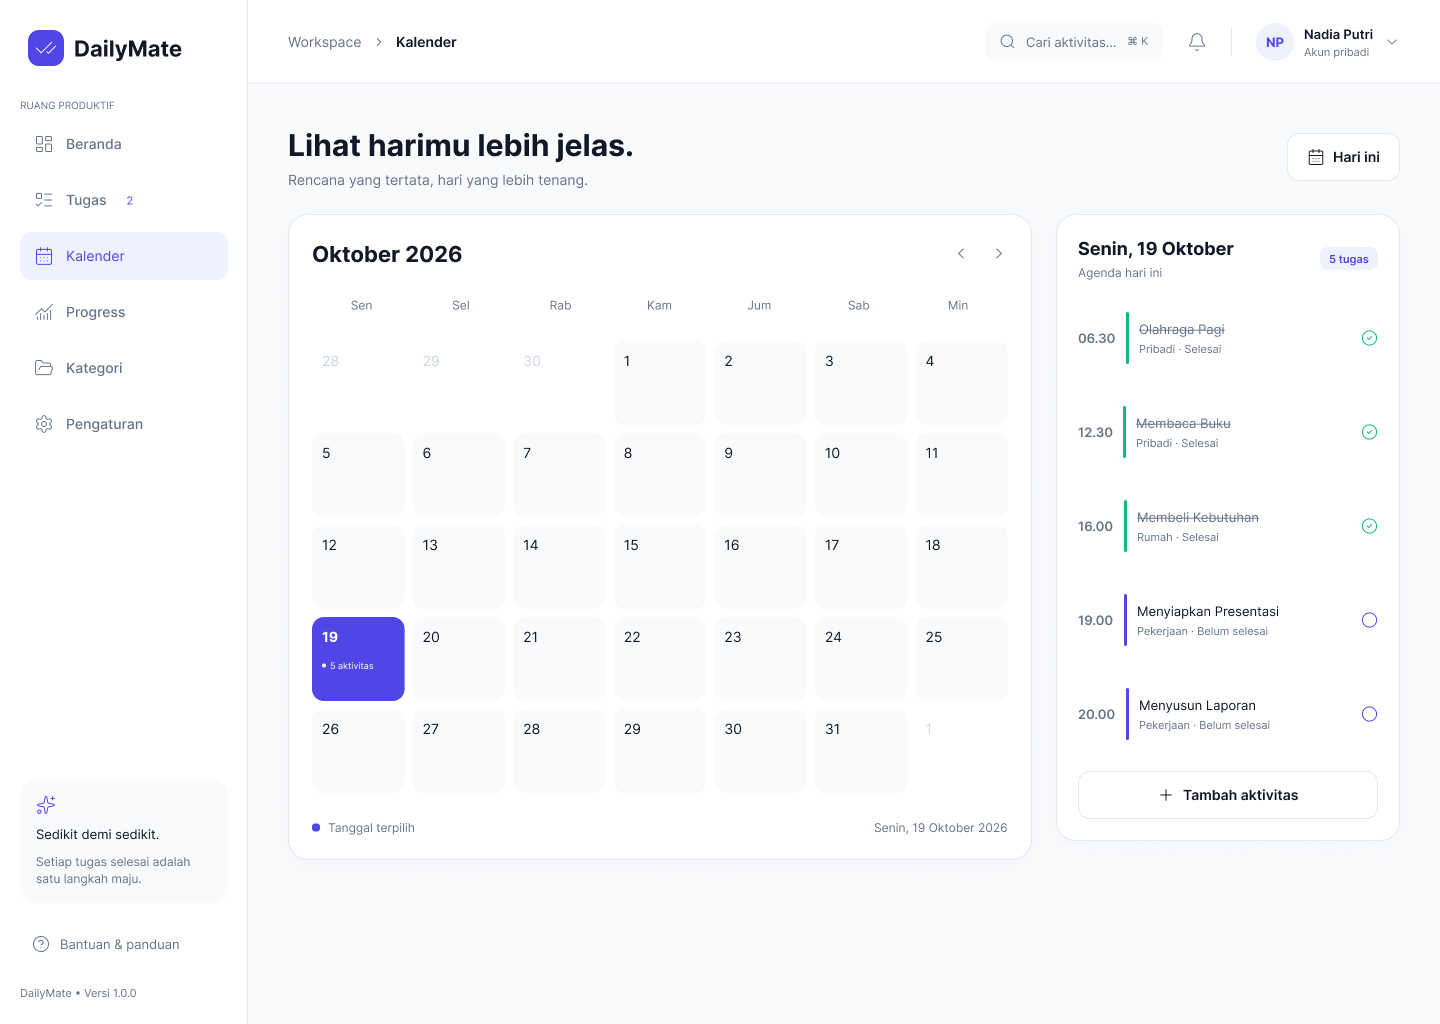 DailyMate
RUANG PRODUKTIF
Beranda
Tugas 2
Kalender
Progress
Kategori
Pengaturan
Sedikit demi sedikit.
Setiap tugas selesai adalah
satu langkah maju.
Bantuan & panduan
DailyMate • Versi 1.0.0
Workspace > Kalender
Cari aktivitas... ⌘ K
NP
Nadia Putri
Akun pribadi
Lihat harimu lebih jelas.
Rencana yang tertata, hari yang lebih tenang.
Hari ini
Oktober 2026
Sen Sel Rab Kam Jum Sab Min
28 29 30 1 2 3 4
5 6 7 8 9 10 11
12 13 14 15 16 17 18
19 20 21 22 23 24 25
• 5 aktivitas
26 27 28 29 30 31 1
Tanggal terpilih
Senin, 19 Oktober 2026
Senin, 19 Oktober
Agenda hari ini
5 tugas
06.30
Olahraga Pagi
Pribadi · Selesai
12.30
Membaca Buku
Pribadi · Selesai
16.00
Membeli Kebutuhan
Rumah · Selesai
19.00
Menyiapkan Presentasi
Pekerjaan · Belum selesai
20.00
Menyusun Laporan
Pekerjaan · Belum selesai
Tambah aktivitas